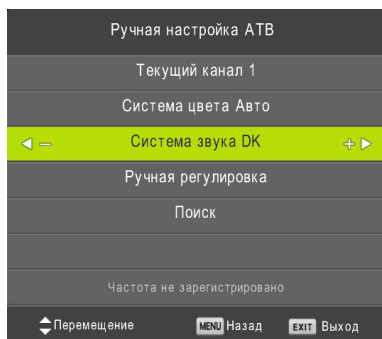 Ручная настройка АТВ
Текущий канал 1
Система цвета Авто
Система звука DK
Ручная регулировка
Поиск
Частота не зарегистрировано
Перемещение MENU Назад EXIT Выход